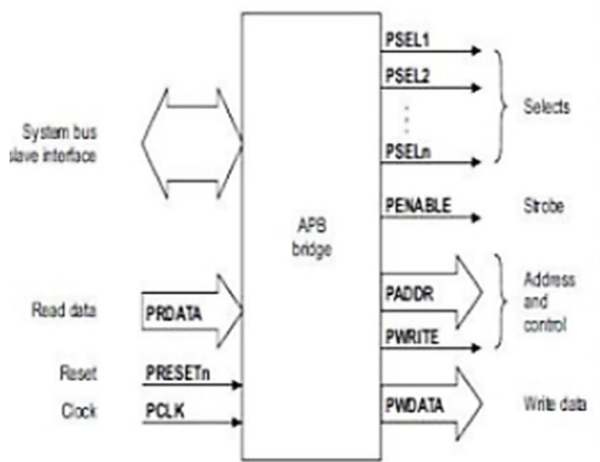 System bus
slave interface
Read data
PRDATA
Reset
PRESETn
Clock
PCLK
APB
bridge
PSEL1
PSEL2
PSELn
Selects
PENABLE
Strobe
PADDR
PWRITE
Address
and
control
PWDATA
Write data